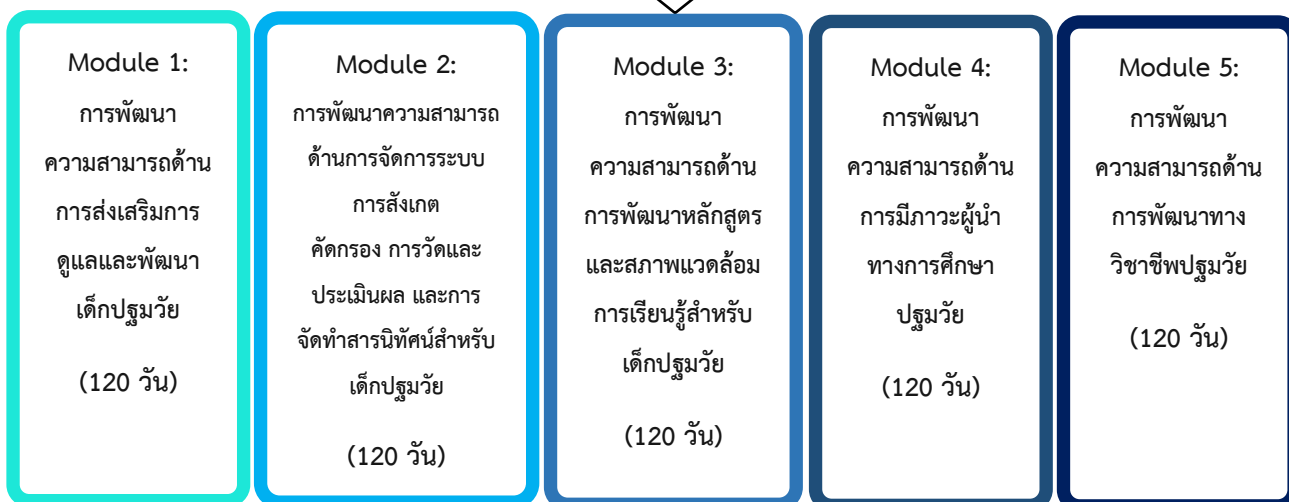 Module 1:
การพัฒนา
ความสามารถด้าน
การส่งเสริมการ
ดูแลและพัฒนา
เด็กปฐมวัย
(120 วัน)
Module 2:
การพัฒนาความสามารถ
ด้านการจัดการระบบ
การสังเกต
คัดกรอง การวัดและ
ประเมินผล และการ
จัดทำสารนิทัศน์สำหรับ
เด็กปฐมวัย
(120 วัน)
Module 3:
การพัฒนา
ความสามารถด้าน
การพัฒนาหลักสูตร
และสภาพแวดล้อม
การเรียนรู้สำหรับ
เด็กปฐมวัย
(120 วัน)
Module 4:
การพัฒนา
ความสามารถด้าน
การมีภาวะผู้นำ
ทางการศึกษา
ปฐมวัย
(120 วัน)
Module 5:
การพัฒนา
ความสามารถด้าน
การพัฒนาทาง
วิชาชีพปฐมวัย
(120 วัน)